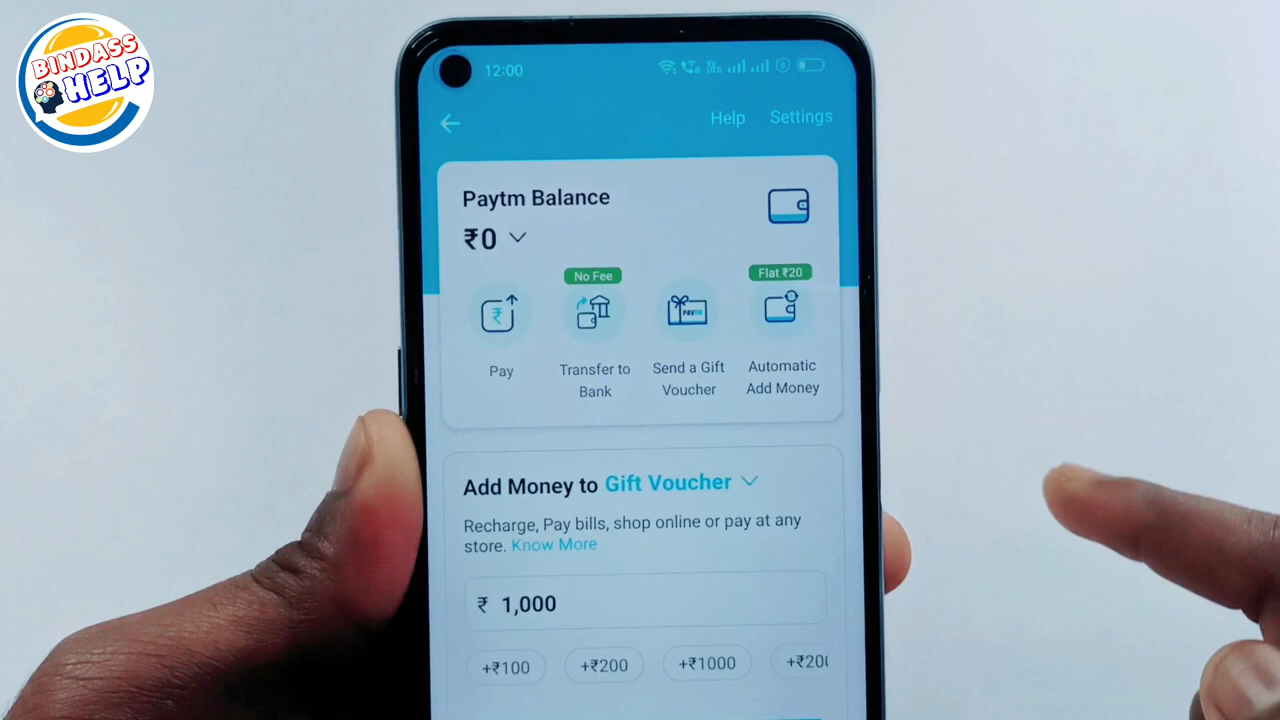 BINDASS
HELP
12:00
Help Settings
Paytm Balance
₹0
No Fee
Flat ₹20
₹
PAYTM
Pay
Transfer to
Bank
Send a Gift
Voucher
Automatic
Add Money
Add Money to Gift Voucher
Recharge, Pay bills, shop online or pay at any
store. Know More
₹ 1,000
+₹100 +₹200 +₹1000 +₹200